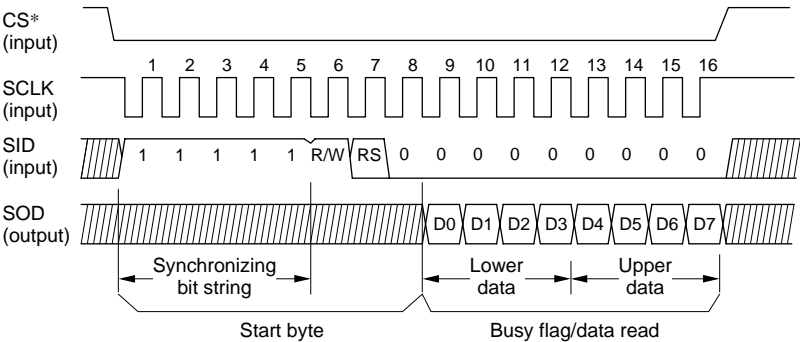 CS*
(input)
1 2 3 4 5 6 7 8 9 10 11 12 13 14 15 16
SCLK
(input)
SID
(input)
1 1 1 1 1 R/W RS 0 0 0 0 0 0 0 0 0
SOD
(output)
D0 D1 D2 D3 D4 D5 D6 D7
Synchronizing
bit string
Lower
data
Upper
data
Start byte
Busy flag/data read